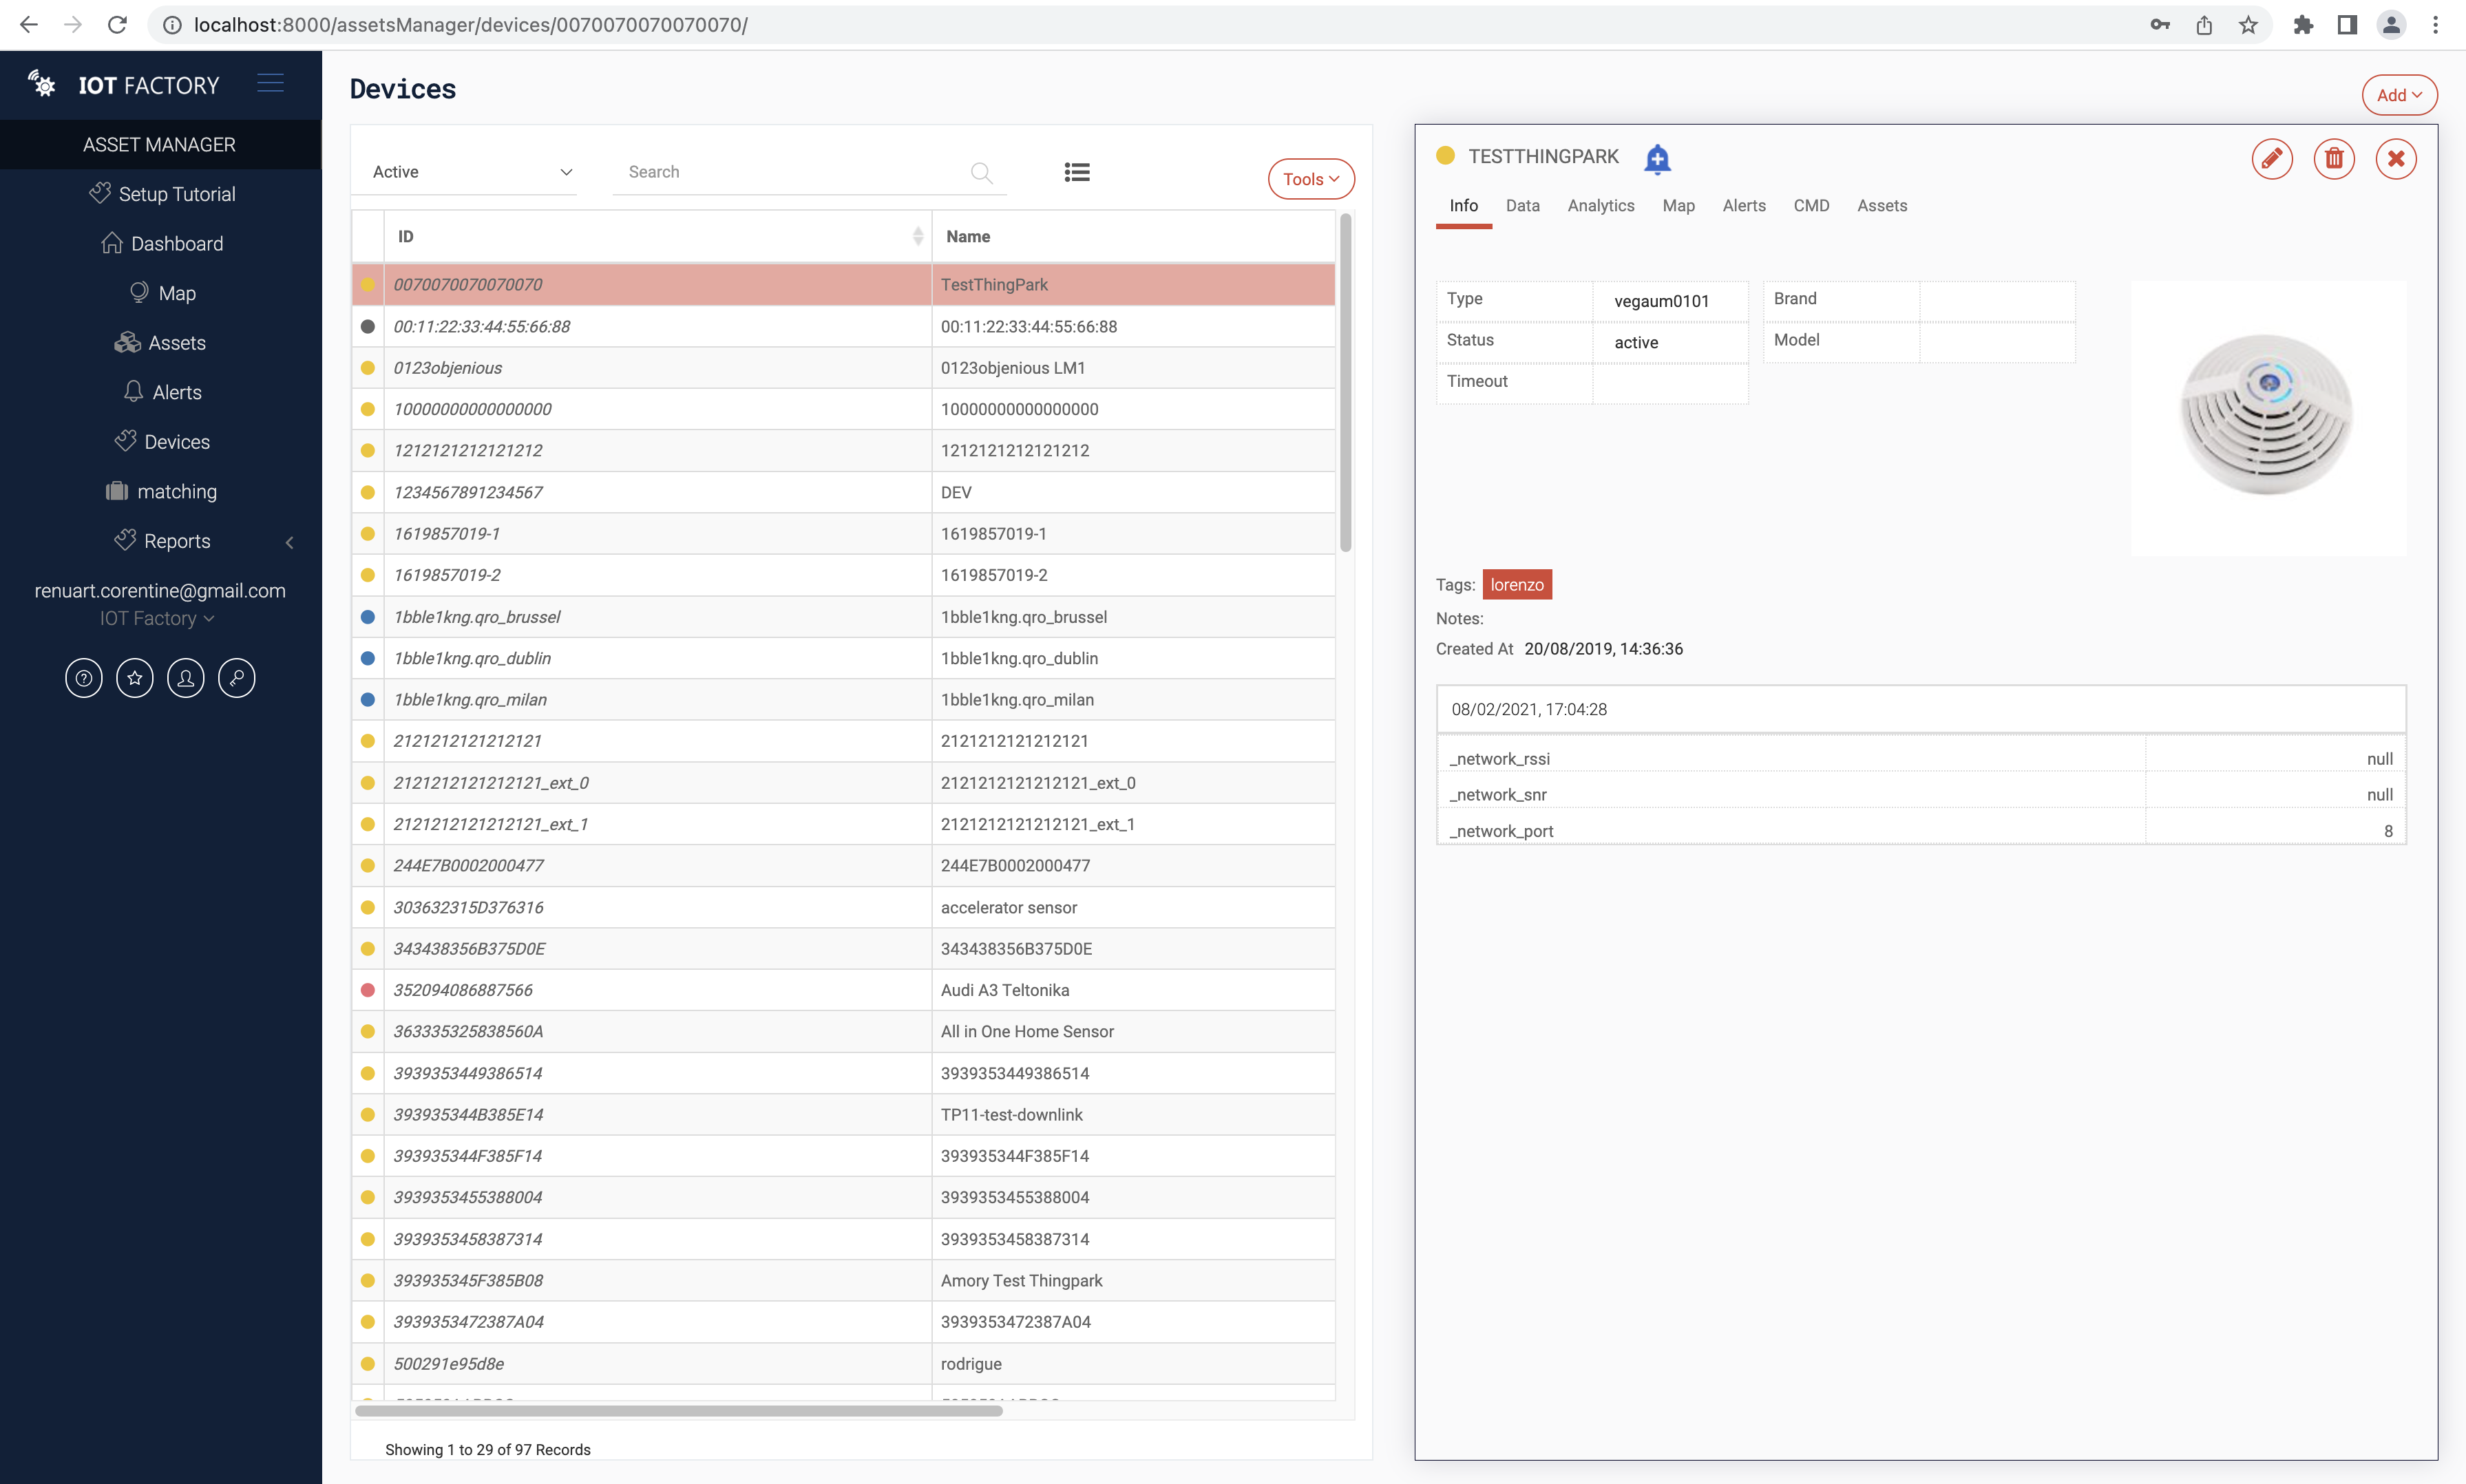 localhost:8000/assetsManager/devices/0070070070070070/
IOT FACTORY
ASSET MANAGER
Setup Tutorial
Dashboard
Map
Assets
Alerts
Devices
matching
Reports
renuart.corentine@gmail.com
IOT Factory
Devices
Add
Active
Search
Tools
ID Name
0070070070070070 TestThingPark
00:11:22:33:44:55:66:88 00:11:22:33:44:55:66:88
0123objenious 0123objenious LM1
10000000000000000 10000000000000000
1212121212121212 1212121212121212
1234567891234567 DEV
1619857019-1 1619857019-1
1619857019-2 1619857019-2
1bble1kng.qro_brussel 1bble1kng.qro_brussel
1bble1kng.qro_dublin 1bble1kng.qro_dublin
1bble1kng.qro_milan 1bble1kng.qro_milan
2121212121212121 2121212121212121
2121212121212121_ext_0 2121212121212121_ext_0
2121212121212121_ext_1 2121212121212121_ext_1
244E7B0002000477 244E7B0002000477
303632315D376316 accelerator sensor
343438356B375D0E 343438356B375D0E
352094086887566 Audi A3 Teltonika
363335325838560A All in One Home Sensor
3939353449386514 3939353449386514
393935344B385E14 TP11-test-downlink
393935344F385F14 393935344F385F14
3939353455388004 3939353455388004
3939353458387314 3939353458387314
393935345F385B08 Amory Test Thingpark
3939353472387A04 3939353472387A04
500291e95d8e rodrigue
Showing 1 to 29 of 97 Records
TESTTHINGPARK
Info Data Analytics Map Alerts CMD Assets
Type vegaum0101 Brand
Status active Model
Timeout
Tags: lorenzo
Notes:
Created At 20/08/2019, 14:36:36
08/02/2021, 17:04:28
_network_rssi null
_network_snr null
_network_port 8